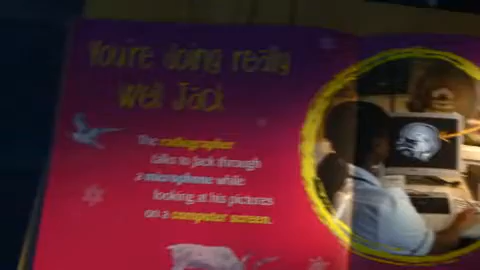 You're doing really
well Jack
The radiographer
talks to Jack through
a microphone while
looking at his pictures
on a computer screen.